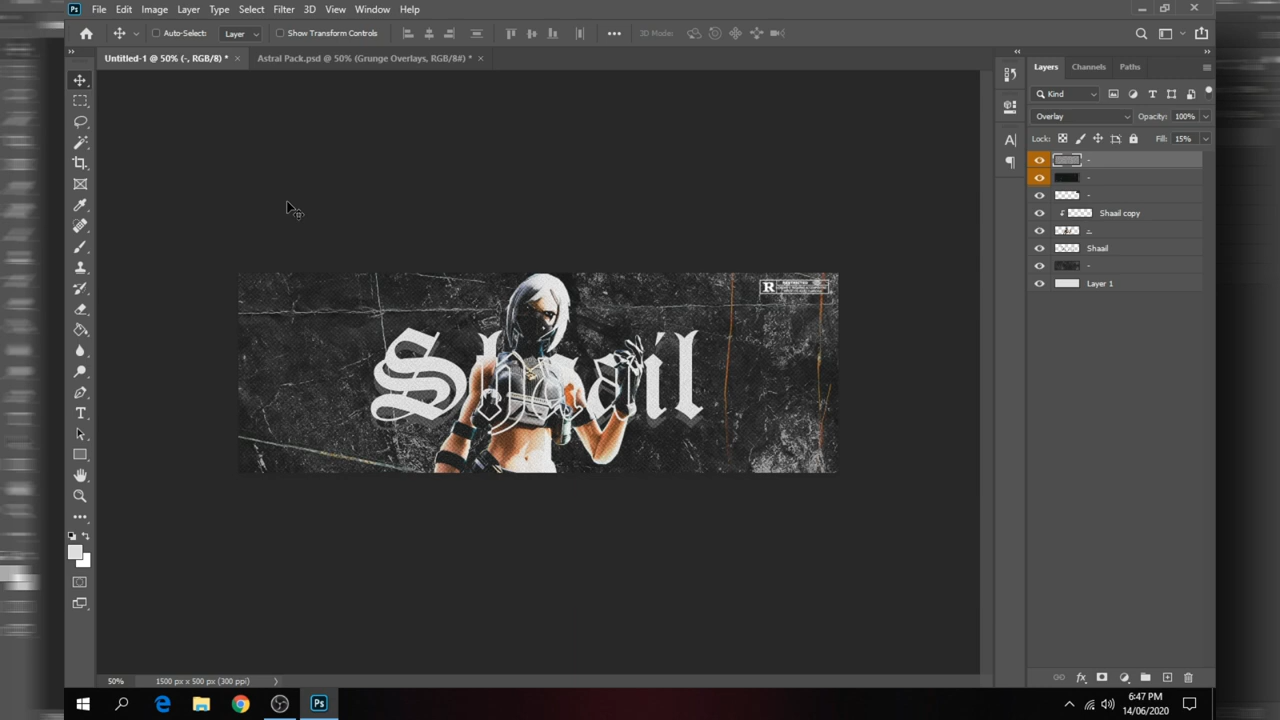 Ps File Edit Image Layer Type Select Filter 3D View Window Help
Auto-Select: Layer Show Transform Controls 3D Mode:
Untitled-1 @ 50% (-, RGB/8) * × Astral Pack.psd @ 50% (Grunge Overlays, RGB/8#) * ×
Layers Channels Paths
Kind
Overlay Opacity: 100%
Lock: Fill: 15%
-
-
-
Shaail copy
-
Shaail
-
Layer 1
R
Shaail
50% 1500 px x 500 px (300 ppi)
Ps
6:47 PM
14/06/2020